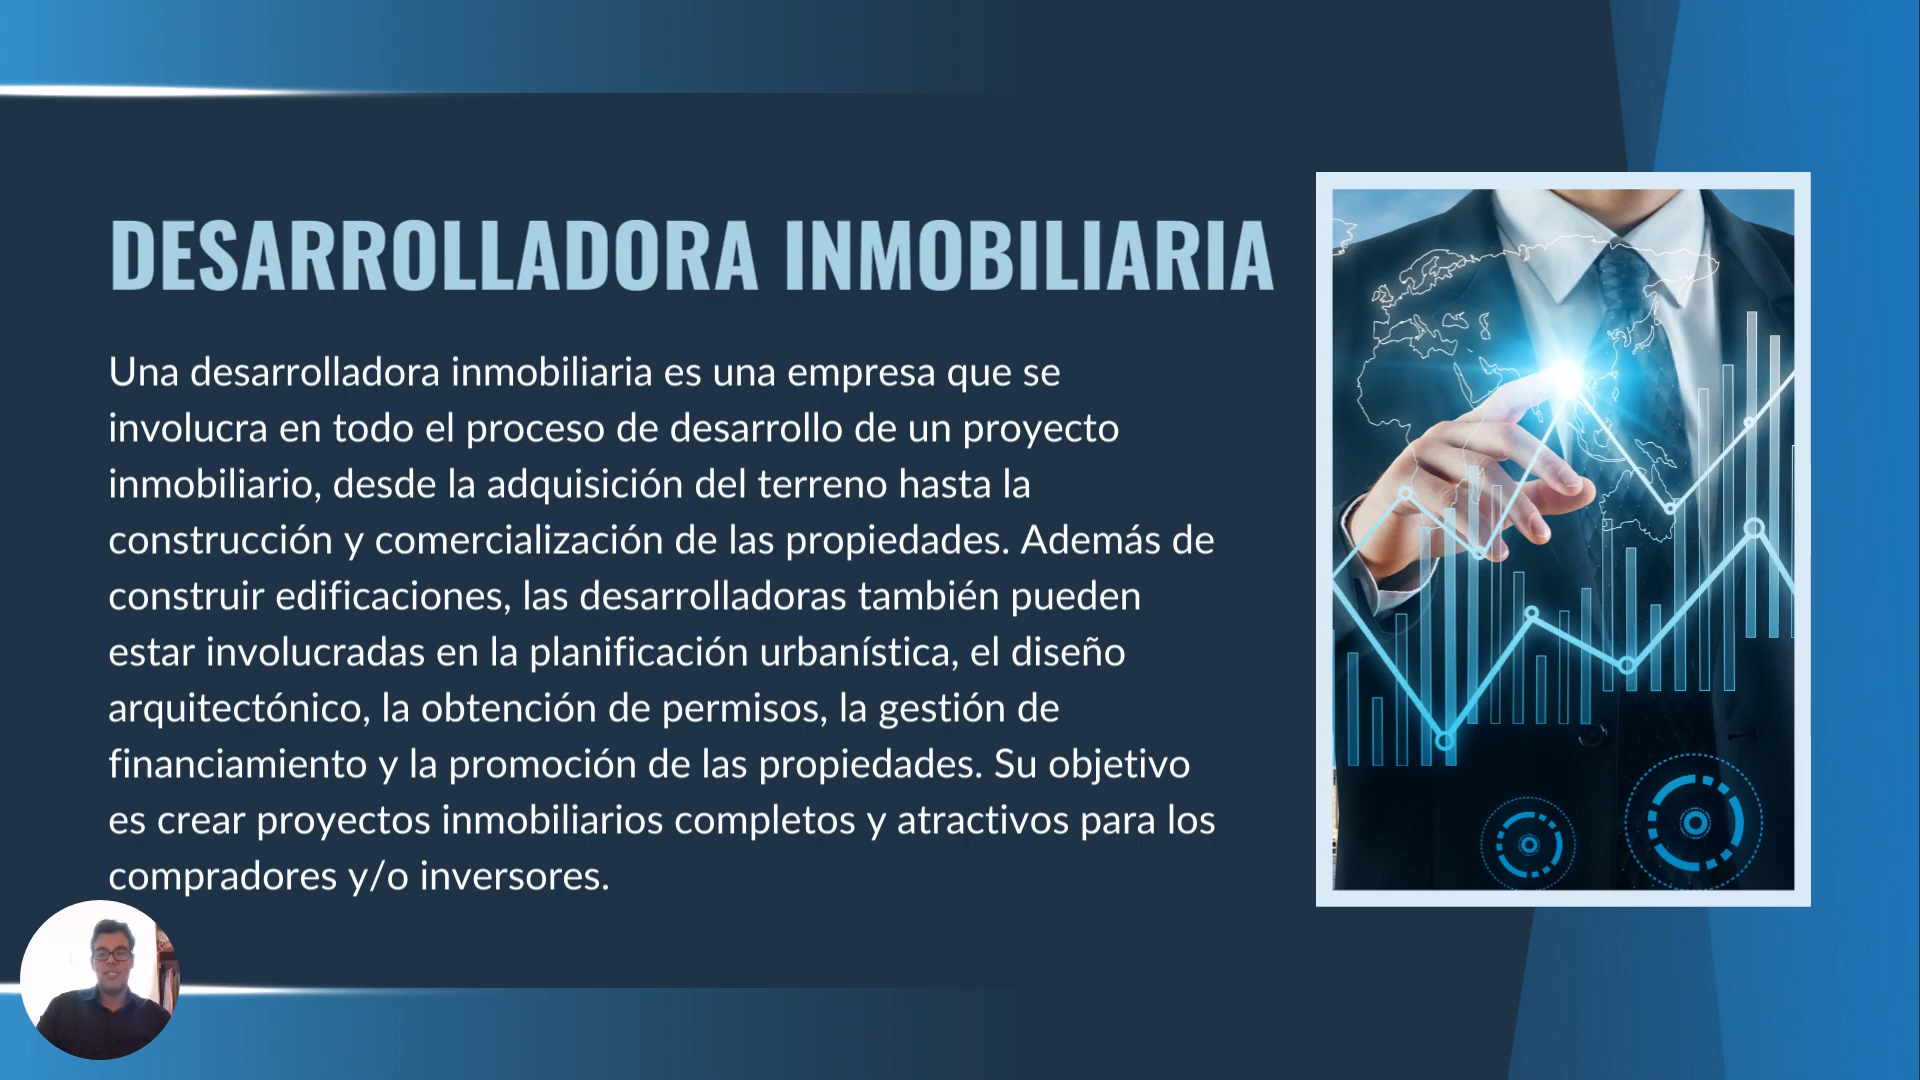 DESARROLLADORA INMOBILIARIA
Una desarrolladora inmobiliaria es una empresa que se
involucra en todo el proceso de desarrollo de un proyecto
inmobiliario, desde la adquisición del terreno hasta la
construcción y comercialización de las propiedades. Además de
construir edificaciones, las desarrolladoras también pueden
estar involucradas en la planificación urbanística, el diseño
arquitectónico, la obtención de permisos, la gestión de
financiamiento y la promoción de las propiedades. Su objetivo
es crear proyectos inmobiliarios completos y atractivos para los
compradores y/o inversores.